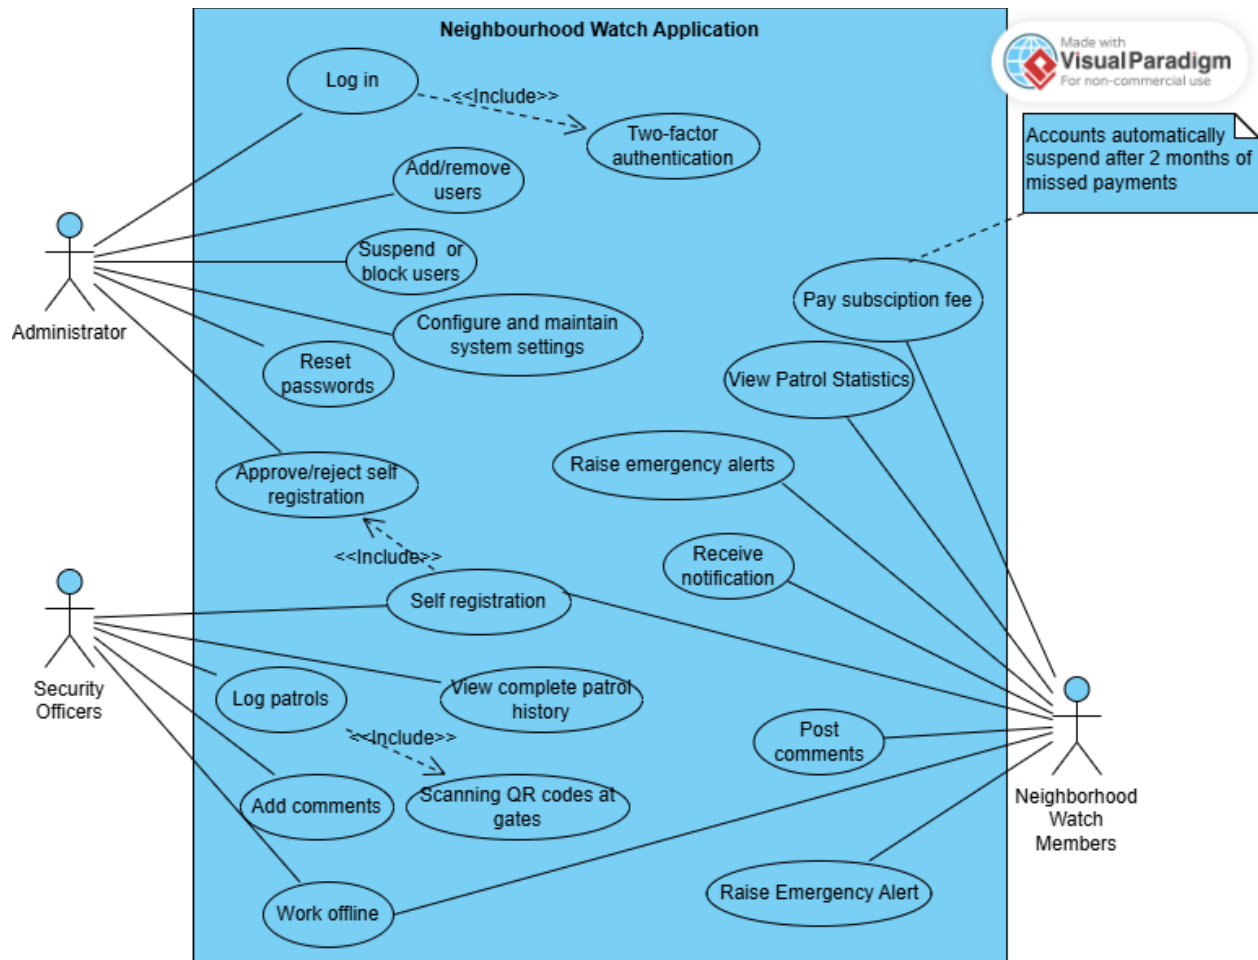 Neighbourhood Watch Application
Made with
Visual Paradigm
For non-commercial use
Log in
<<Include>>
Two-factor
authentication
Accounts automatically
suspend after 2 months of
missed payments
Add/remove
users
Suspend or
block users
Administrator
Pay subsciption fee
Configure and maintain
system settings
Reset
passwords
View Patrol Statistics
Approve/reject self
registration
Raise emergency alerts
<<Include>>
Receive
notification
Self registration
Security
Officers
Log patrols
View complete patrol
history
<<Include>>
Post
comments
Add comments
Scanning QR codes at
gates
Neighborhood
Watch
Members
Raise Emergency Alert
Work offline